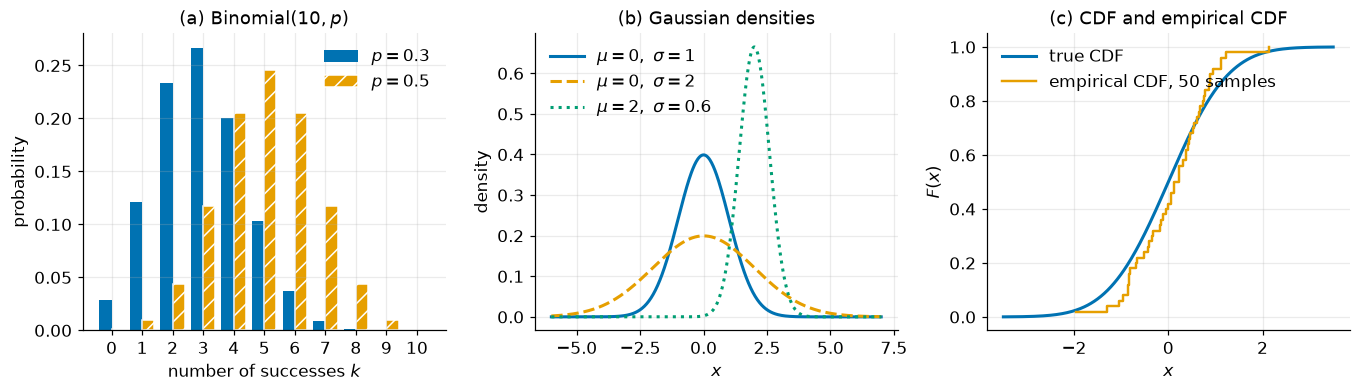 (a) Binomial(10, p)
p = 0.3
p = 0.5
0.25
0.20
0.15
0.10
0.05
0.00
probability
0 1 2 3 4 5 6 7 8 9 10
number of successes k
(b) Gaussian densities
μ = 0, σ = 1
μ = 0, σ = 2
μ = 2, σ = 0.6
0.6
0.5
0.4
0.3
0.2
0.1
0.0
density
−5.0 −2.5 0.0 2.5 5.0 7.5
x
(c) CDF and empirical CDF
true CDF
empirical CDF, 50 samples
1.0
0.8
0.6
0.4
0.2
0.0
F(x)
−2 0 2
x